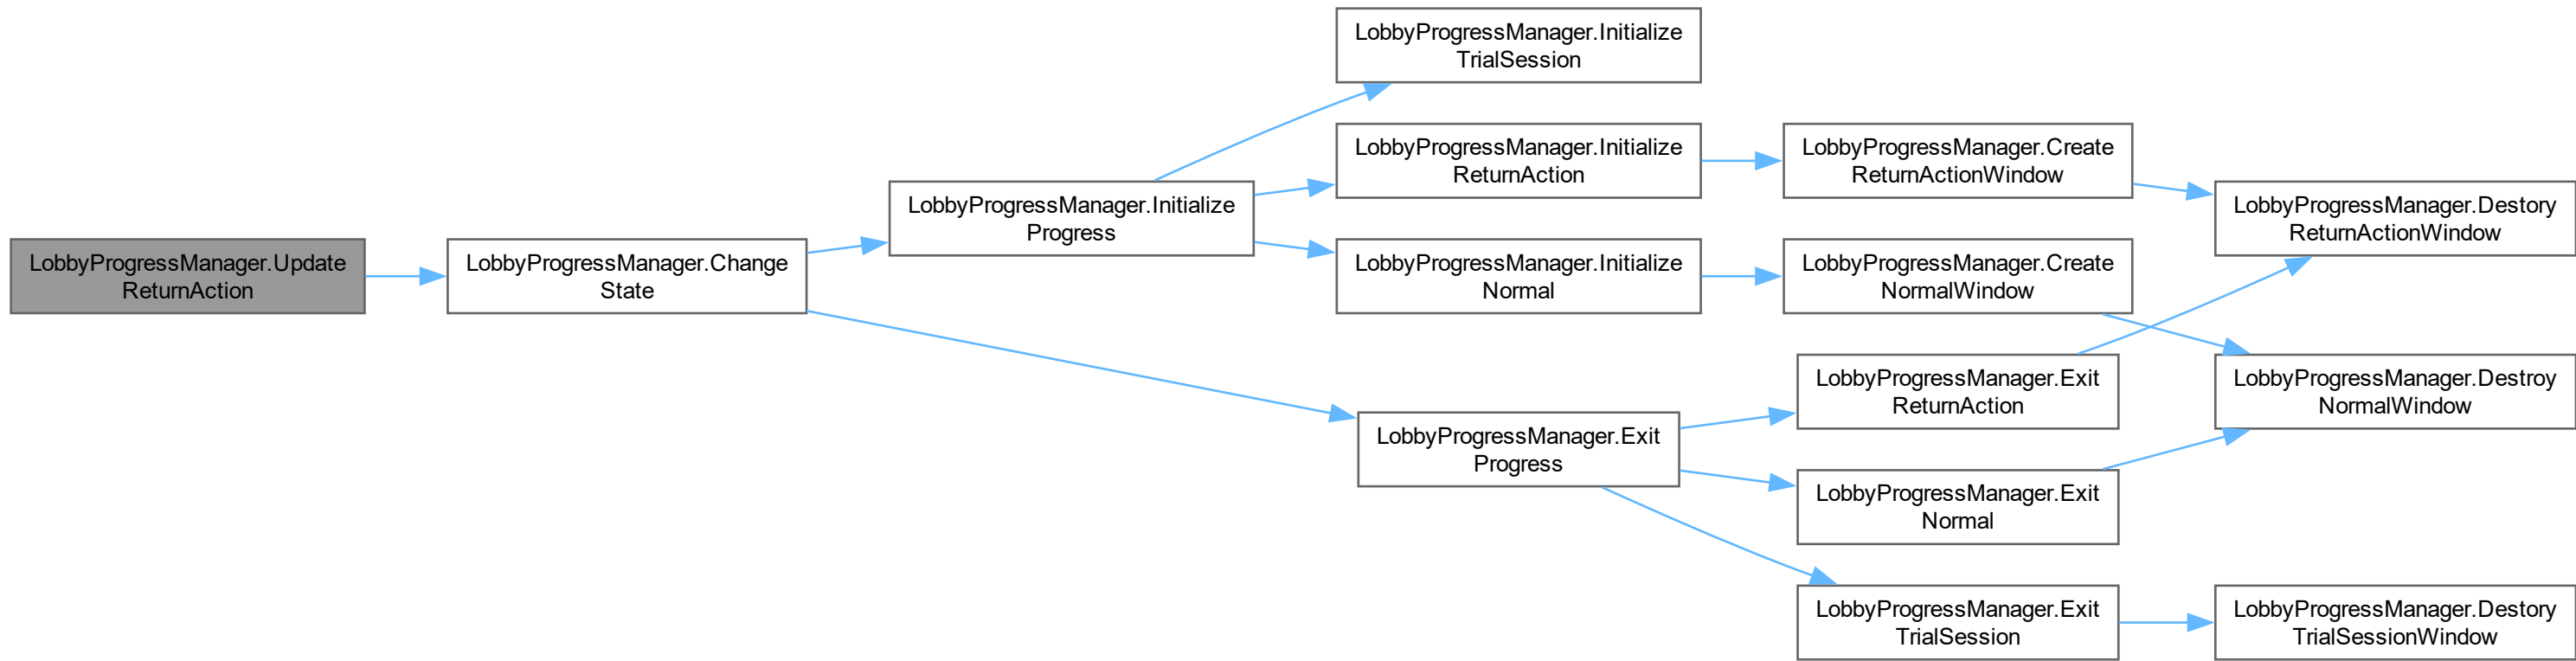 LobbyProgressManager.Update
ReturnAction
LobbyProgressManager.Change
State
LobbyProgressManager.Initialize
Progress
LobbyProgressManager.Initialize
TrialSession
LobbyProgressManager.Initialize
ReturnAction
LobbyProgressManager.Initialize
Normal
LobbyProgressManager.Create
ReturnActionWindow
LobbyProgressManager.Create
NormalWindow
LobbyProgressManager.Exit
Progress
LobbyProgressManager.Exit
ReturnAction
LobbyProgressManager.Exit
Normal
LobbyProgressManager.Exit
TrialSession
LobbyProgressManager.Destory
ReturnActionWindow
LobbyProgressManager.Destroy
NormalWindow
LobbyProgressManager.Destory
TrialSessionWindow